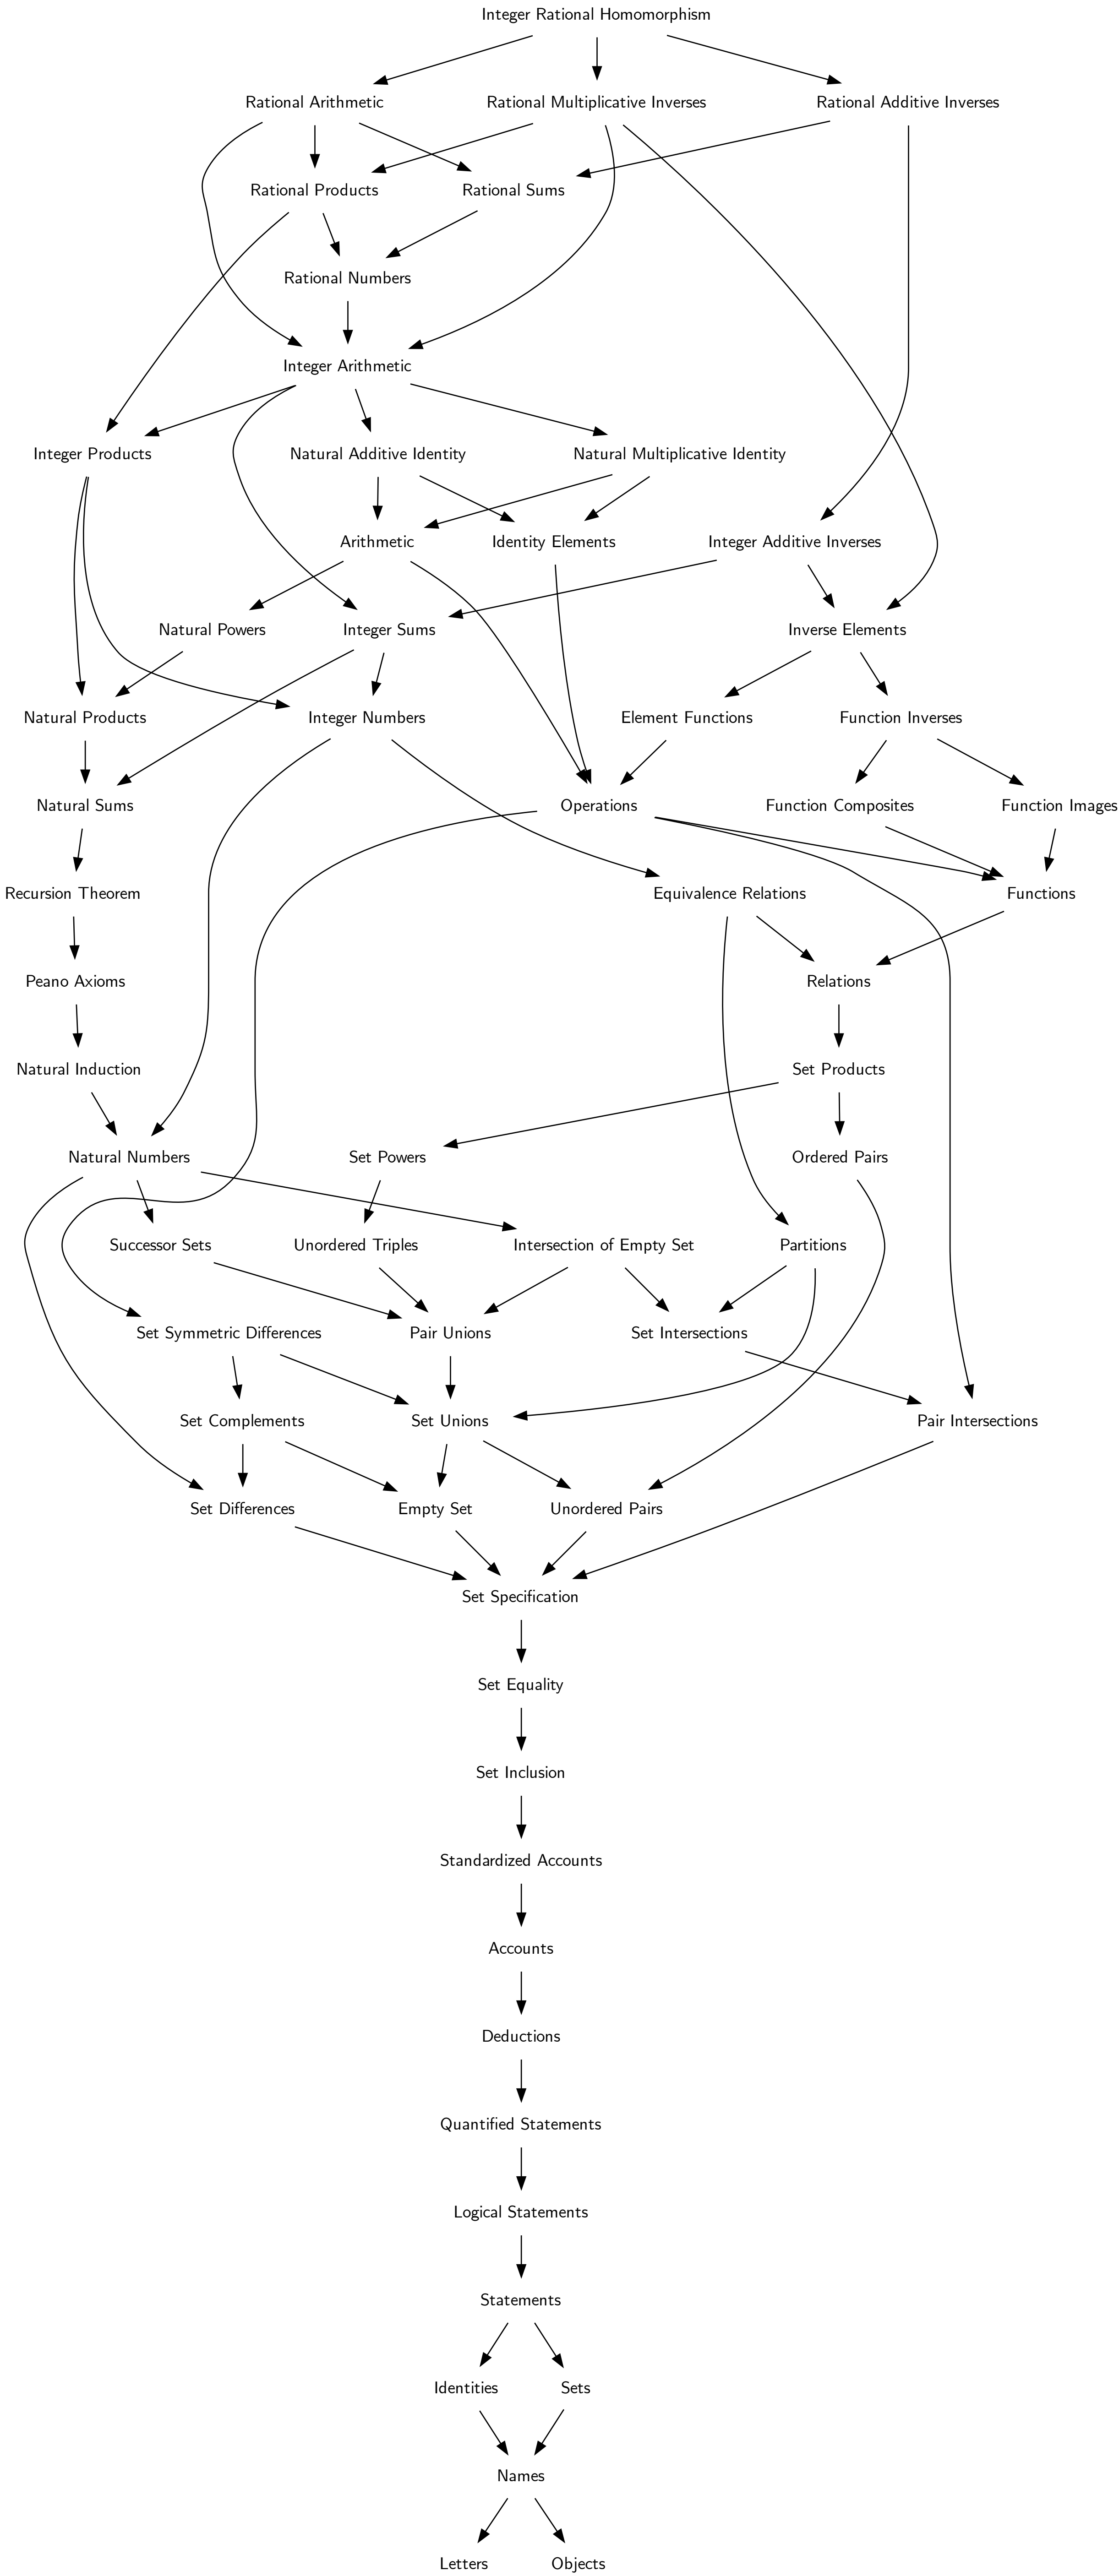 Integer Rational Homomorphism
Rational Arithmetic
Rational Multiplicative Inverses
Rational Additive Inverses
Rational Products
Rational Sums
Rational Numbers
Integer Arithmetic
Integer Products
Natural Additive Identity
Natural Multiplicative Identity
Arithmetic
Identity Elements
Integer Additive Inverses
Natural Powers
Integer Sums
Inverse Elements
Natural Products
Integer Numbers
Element Functions
Function Inverses
Natural Sums
Operations
Function Composites
Function Images
Recursion Theorem
Equivalence Relations
Functions
Peano Axioms
Relations
Natural Induction
Set Products
Natural Numbers
Set Powers
Ordered Pairs
Successor Sets
Unordered Triples
Intersection of Empty Set
Partitions
Set Symmetric Differences
Pair Unions
Set Intersections
Set Complements
Set Unions
Pair Intersections
Set Differences
Empty Set
Unordered Pairs
Set Specification
Set Equality
Set Inclusion
Standardized Accounts
Accounts
Deductions
Quantified Statements
Logical Statements
Statements
Identities
Sets
Names
Letters
Objects